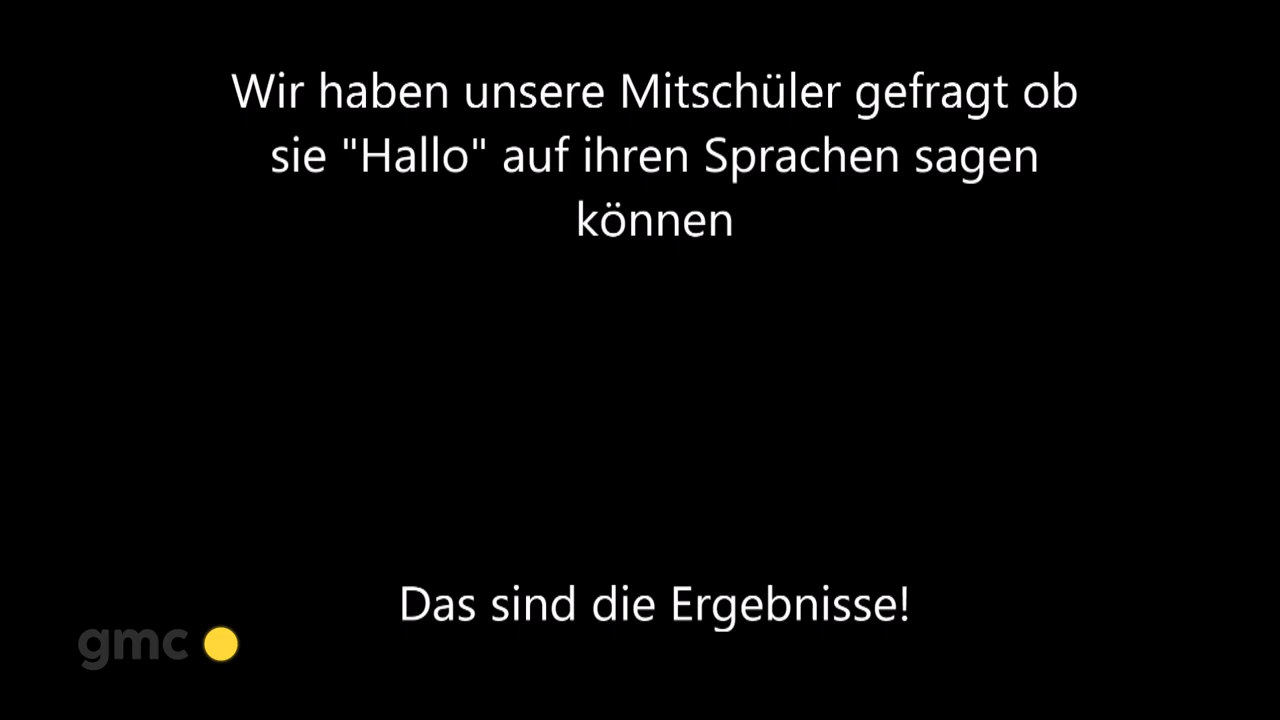 Wir haben unsere Mitschüler gefragt ob
sie "Hallo" auf ihren Sprachen sagen
können
Das sind die Ergebnisse!
gmc